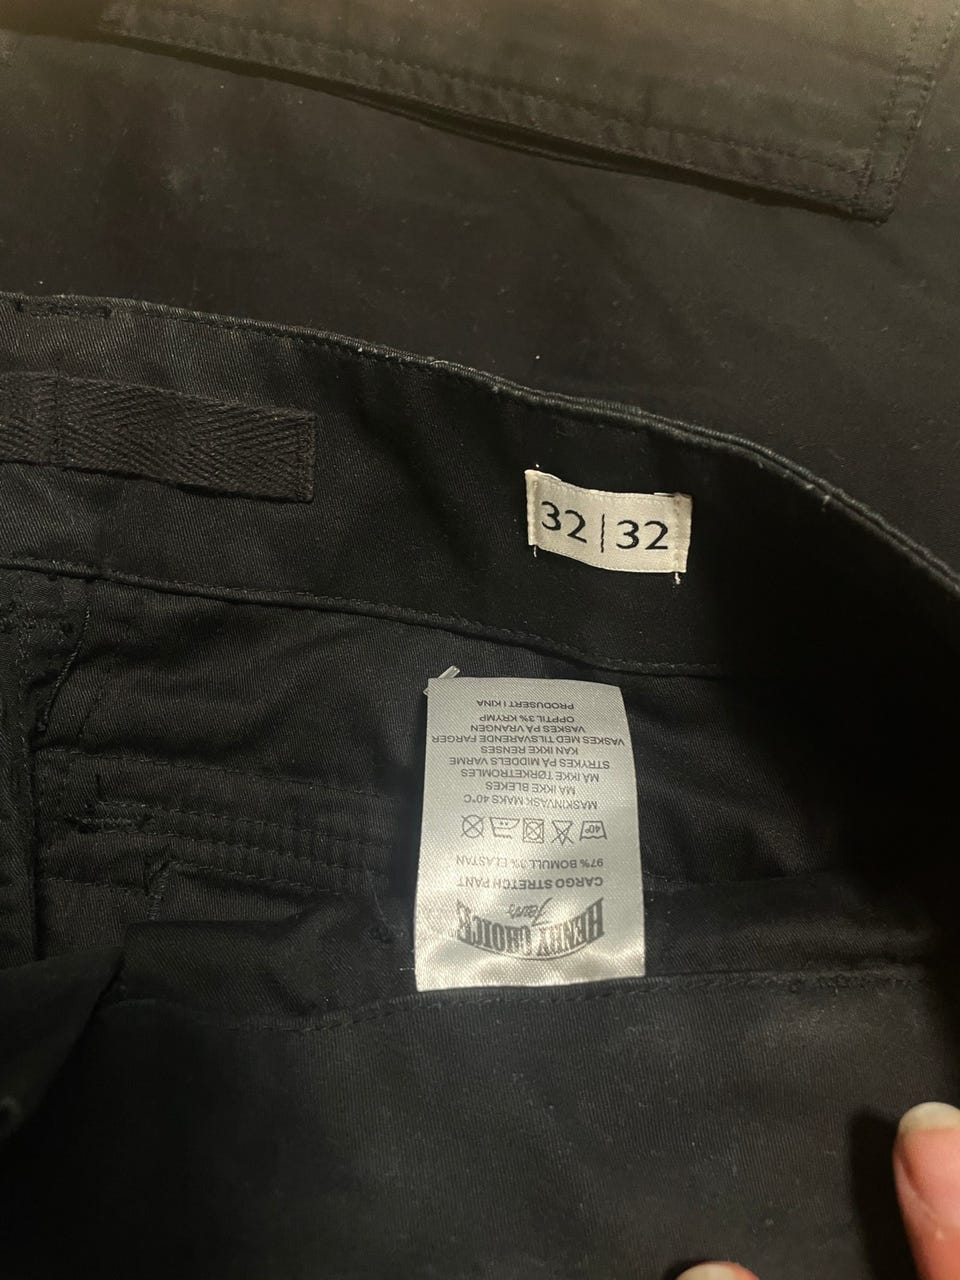 32 | 32
HENRY CHOICE
Jeans
CARGO STRETCH PANT
97% BOMULL 3% ELASTAN
40°
MASKINVASK MAKS 40°C
MÅ IKKE BLEKES
MÅ IKKE TØRKETROMLES
STRYKES PÅ MIDDELS VARME
KAN IKKE RENSES
VASKES MED TILSVARENDE FARGER
VASKES PÅ VRANGEN
OPPTIL 3% KRYMP
PRODUSERT I KINA